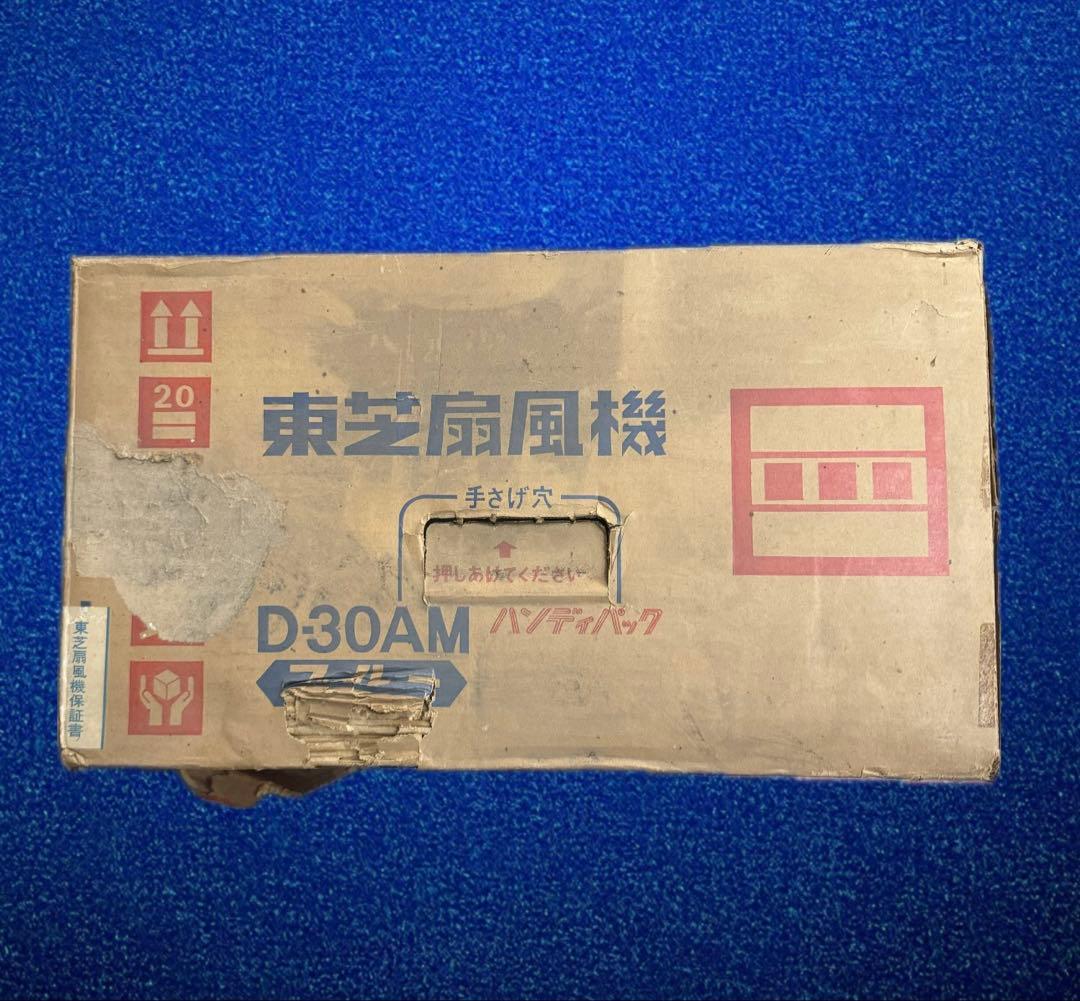 20
東芝扇風機
手さげ穴
押しあけてください
D-30AM
ハンディパック
東芝扇風機保証書